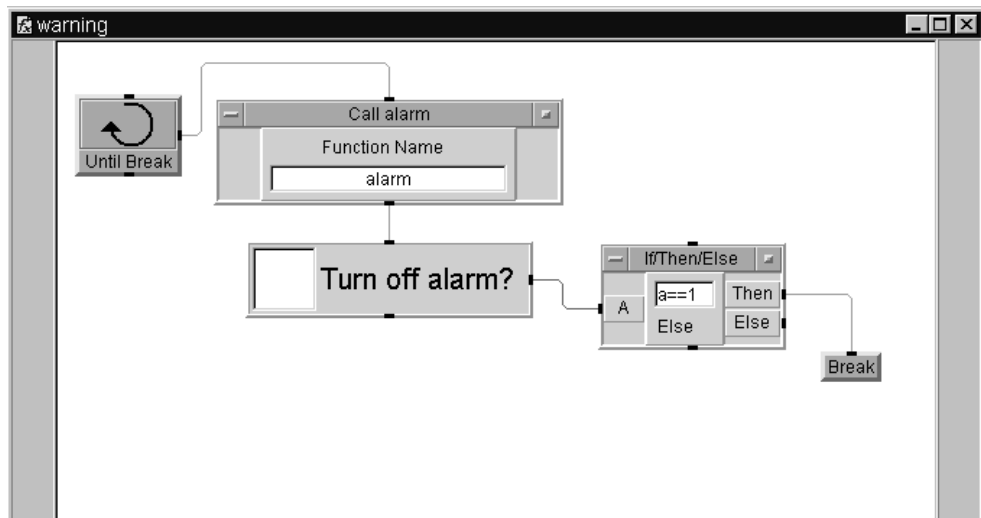 warning
Until Break
Call alarm
Function Name
alarm
Turn off alarm?
If/Then/Else
A
a==1
Then
Else
Else
Break